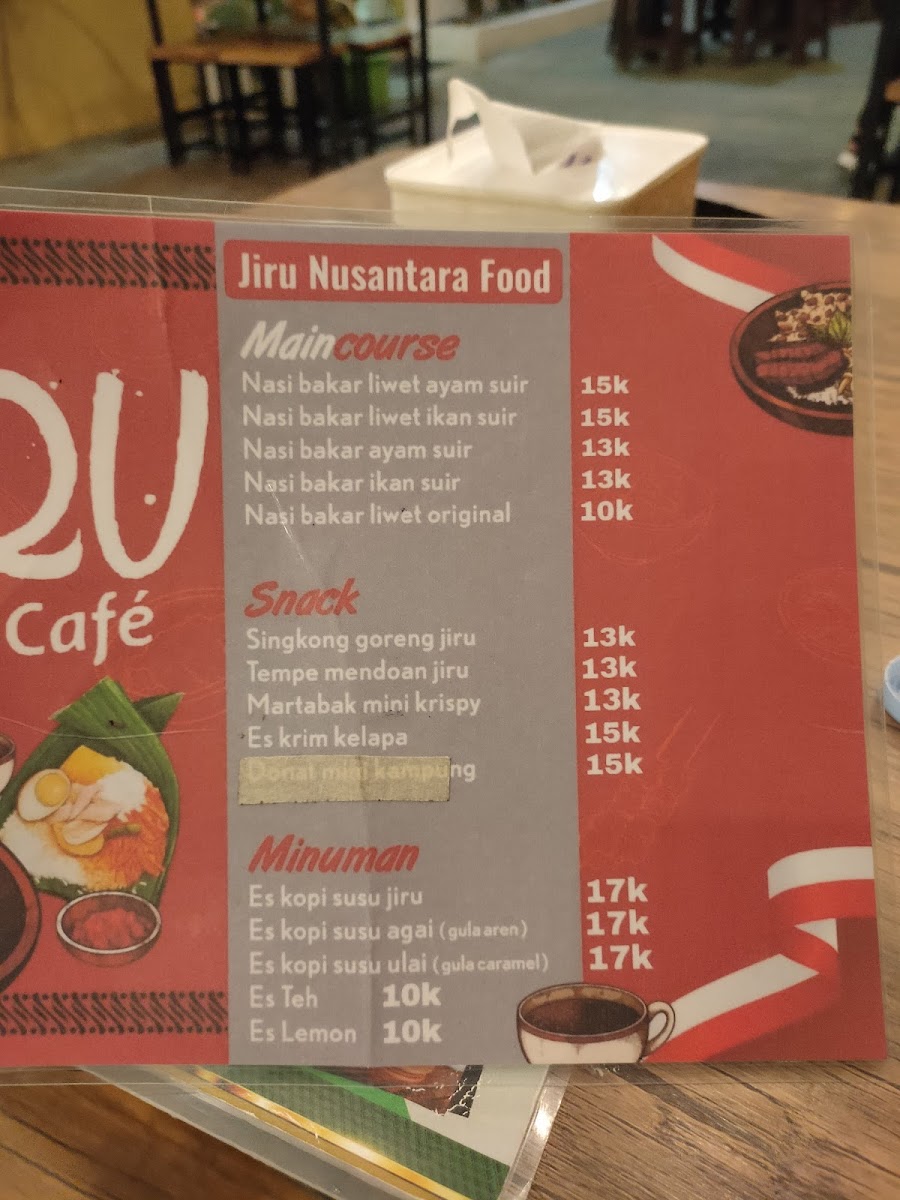 QU
Café
Jiru Nusantara Food
Maincourse
Nasi bakar liwet ayam suir 15k
Nasi bakar liwet ikan suir 15k
Nasi bakar ayam suir 13k
Nasi bakar ikan suir 13k
Nasi bakar liwet original 10k
Snack
Singkong goreng jiru 13k
Tempe mendoan jiru 13k
Martabak mini krispy 13k
Es krim kelapa 15k
Donat mini kampung 15k
Minuman
Es kopi susu jiru 17k
Es kopi susu agai (gula aren) 17k
Es kopi susu ulai (gula caramel) 17k
Es Teh 10k
Es Lemon 10k